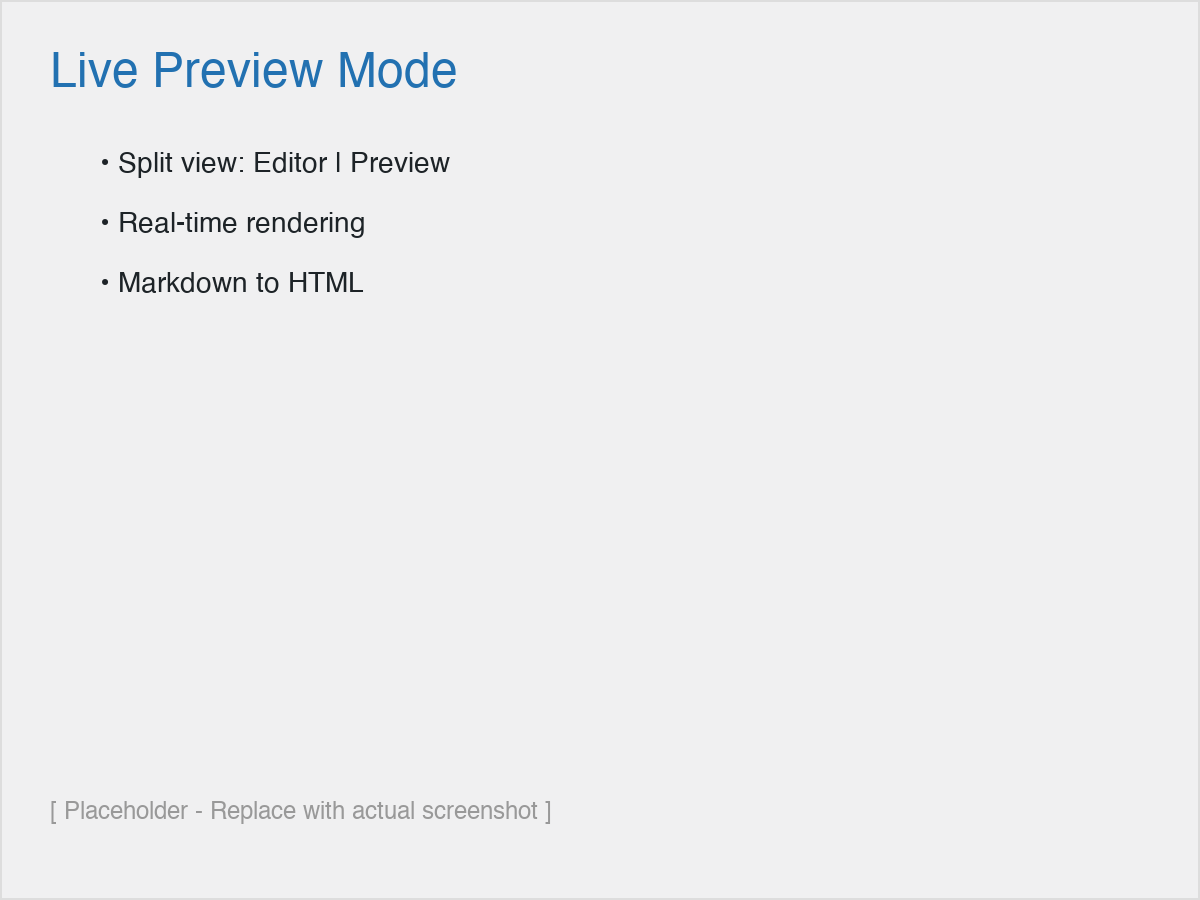 Live Preview Mode
• Split view: Editor | Preview
• Real-time rendering
• Markdown to HTML
[ Placeholder - Replace with actual screenshot ]